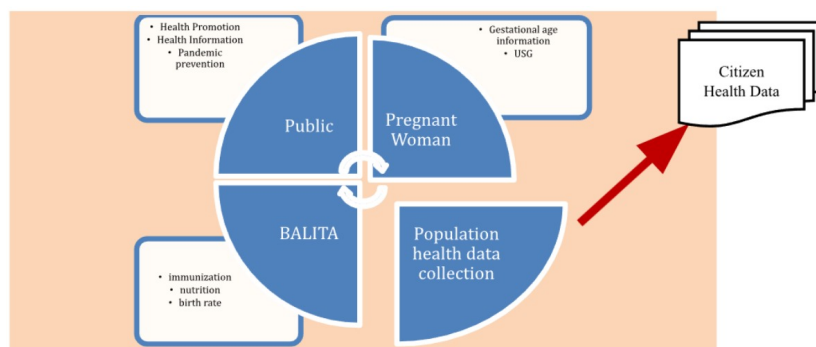 • Health Promotion
• Health Information
• Pandemic
prevention
• Gestational age
information
• USG
Citizen
Health Data
Public
Pregnant
Woman
BALITA
Population
health data
collection
• immunization
• nutrition
• birth rate